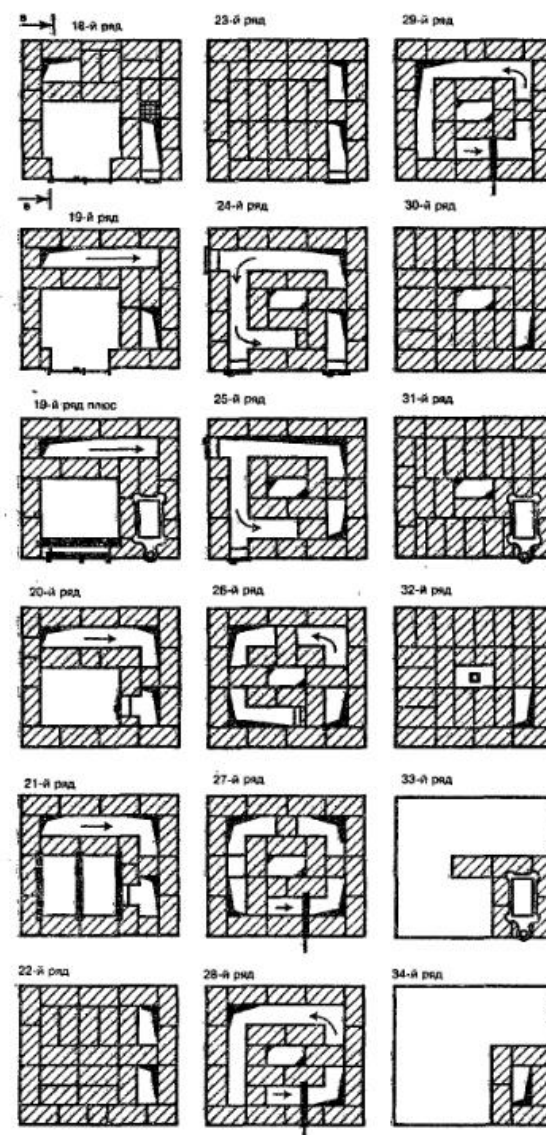 в
18-й ряд
в
19-й ряд
19-й ряд плюс
20-й ряд
21-й ряд
22-й ряд
23-й ряд
24-й ряд
25-й ряд
26-й ряд
27-й ряд
28-й ряд
29-й ряд
30-й ряд
31-й ряд
32-й ряд
33-й ряд
34-й ряд